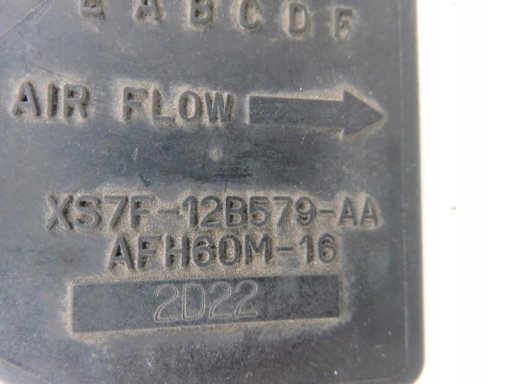 A B C D F
AIR FLOW
XS7F-12B579-AA
AFH60M-16
2D22